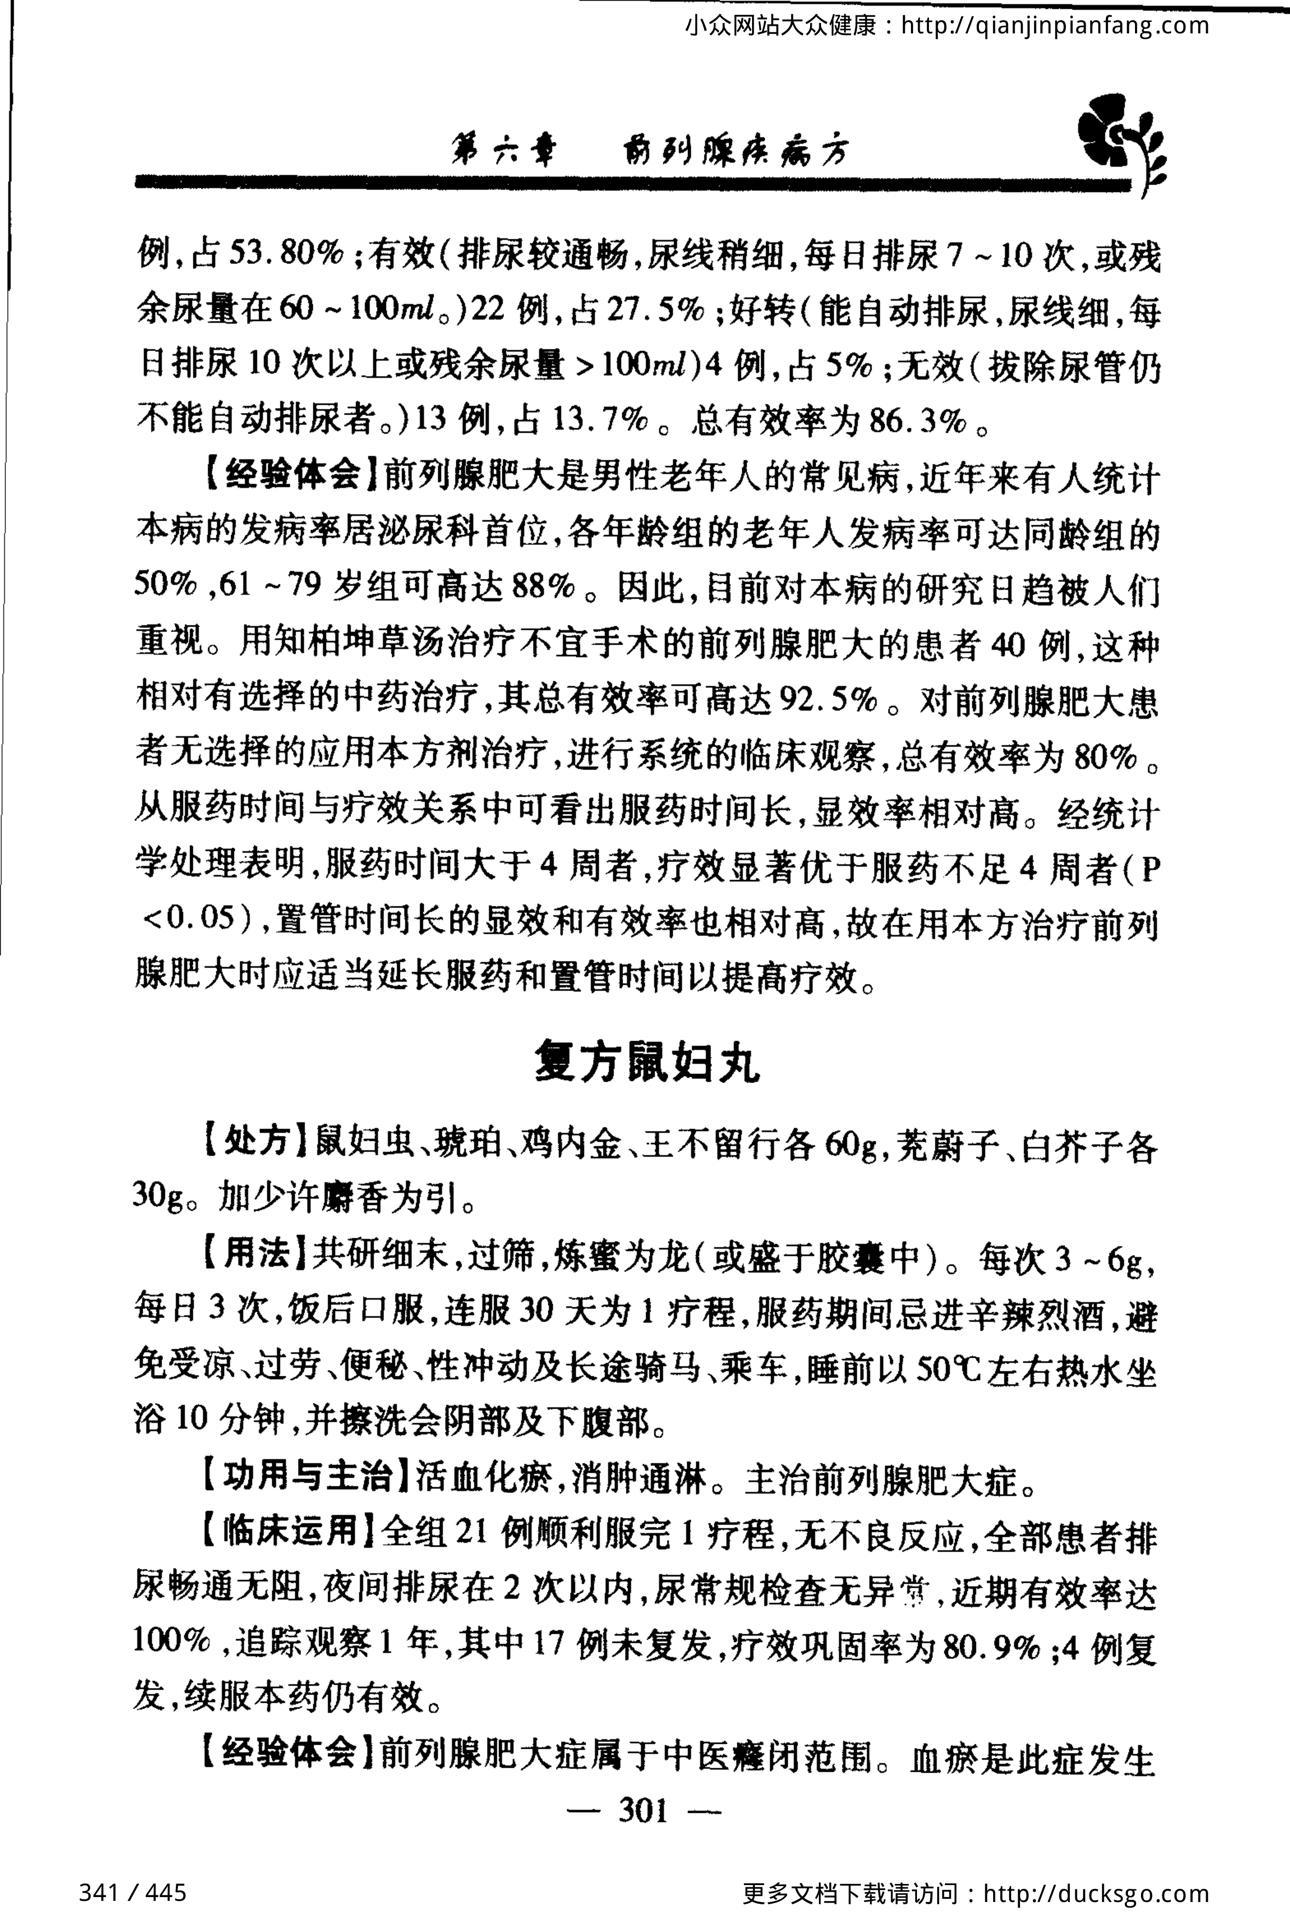 小众网站大众健康：http://qianjinpianfang.com
第六章 前列腺疾病方
例,占53.80%;有效(排尿较通畅,尿线稍细,每日排尿7~10次,或残
余尿量在60~100ml。)22例,占27.5%;好转(能自动排尿,尿线细,每
日排尿10次以上或残余尿量>100ml)4例,占5%;无效(拔除尿管仍
不能自动排尿者。)13例,占13.7%。总有效率为86.3%。
【经验体会】前列腺肥大是男性老年人的常见病,近年来有人统计
本病的发病率居泌尿科首位,各年龄组的老年人发病率可达同龄组的
50%,61~79岁组可高达88%。因此,目前对本病的研究日趋被人们
重视。用知柏坤草汤治疗不宜手术的前列腺肥大的患者40例,这种
相对有选择的中药治疗,其总有效率可高达92.5%。对前列腺肥大患
者无选择的应用本方剂治疗,进行系统的临床观察,总有效率为80%。
从服药时间与疗效关系中可看出服药时间长,显效率相对高。经统计
学处理表明,服药时间大于4周者,疗效显著优于服药不足4周者(P
<0.05),置管时间长的显效和有效率也相对高,故在用本方治疗前列
腺肥大时应适当延长服药和置管时间以提高疗效。
复方鼠妇丸
【处方】鼠妇虫、琥珀、鸡内金、王不留行各60g,茺蔚子、白芥子各
30g。加少许麝香为引。
【用法】共研细末,过筛,炼蜜为龙(或盛于胶囊中)。每次3~6g,
每日3次,饭后口服,连服30天为1疗程,服药期间忌进辛辣烈酒,避
免受凉、过劳、便秘、性冲动及长途骑马、乘车,睡前以50℃左右热水坐
浴10分钟,并擦洗会阴部及下腹部。
【功用与主治】活血化瘀,消肿通淋。主治前列腺肥大症。
【临床运用】全组21例顺利服完1疗程,无不良反应,全部患者排
尿畅通无阻,夜间排尿在2次以内,尿常规检查无异常,近期有效率达
100%,追踪观察1年,其中17例未复发,疗效巩固率为80.9%;4例复
发,续服本药仍有效。
【经验体会】前列腺肥大症属于中医癃闭范围。血瘀是此症发生
— 301 —
341 / 445
更多文档下载请访问：http://ducksgo.com